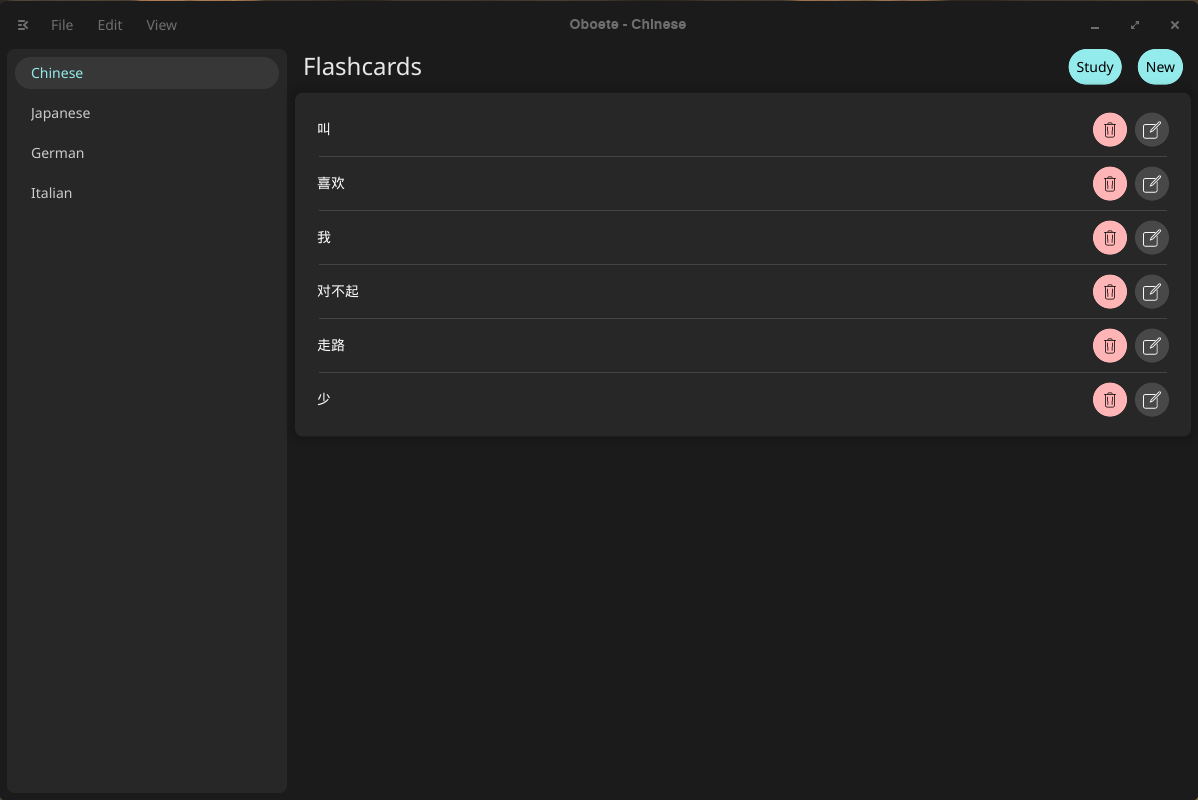 File Edit View Oboete - Chinese
Chinese
Japanese
German
Italian
Flashcards Study New
叫
喜欢
我
对不起
走路
少